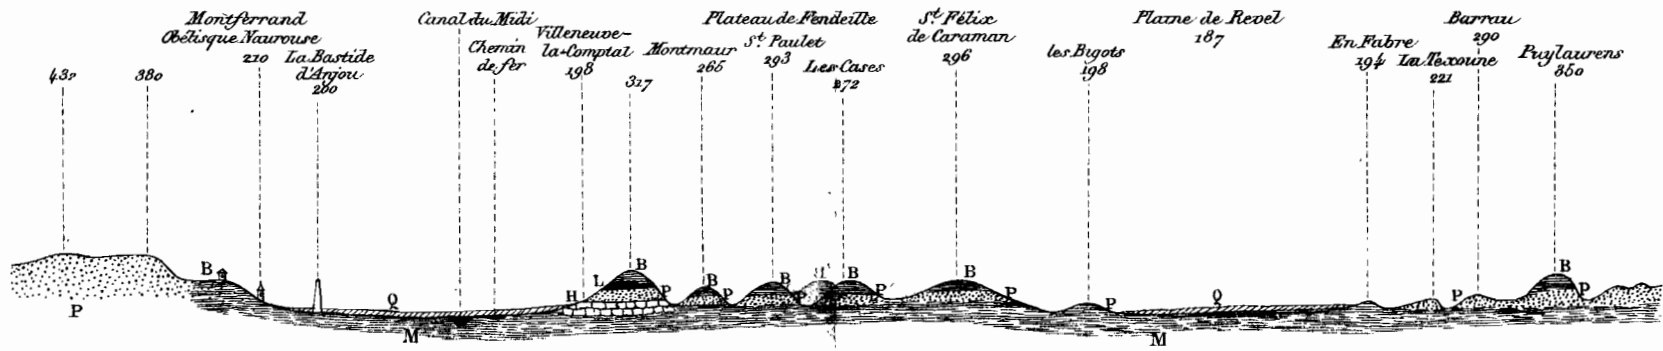 432
380
Montferrand
Obélisque Naurouse
210
La Bastide
d'Anjou
200
Canal du Midi
Chemin
de fer
Villeneuve-
la-Comptal
198
317
Montmaur
265
Plateau de Fendeille
St. Paulet
293
Les Cases
272
St. Félix
de Caraman
296
les Bigots
198
Plaine de Revel
187
En Fabre
194
La Texoune
221
Barrau
290
Puylaurens
350
B
P
Q
M
H
L
B
P
B
P
B
P
B
P
B
P
P
Q
M
P
P
B
P